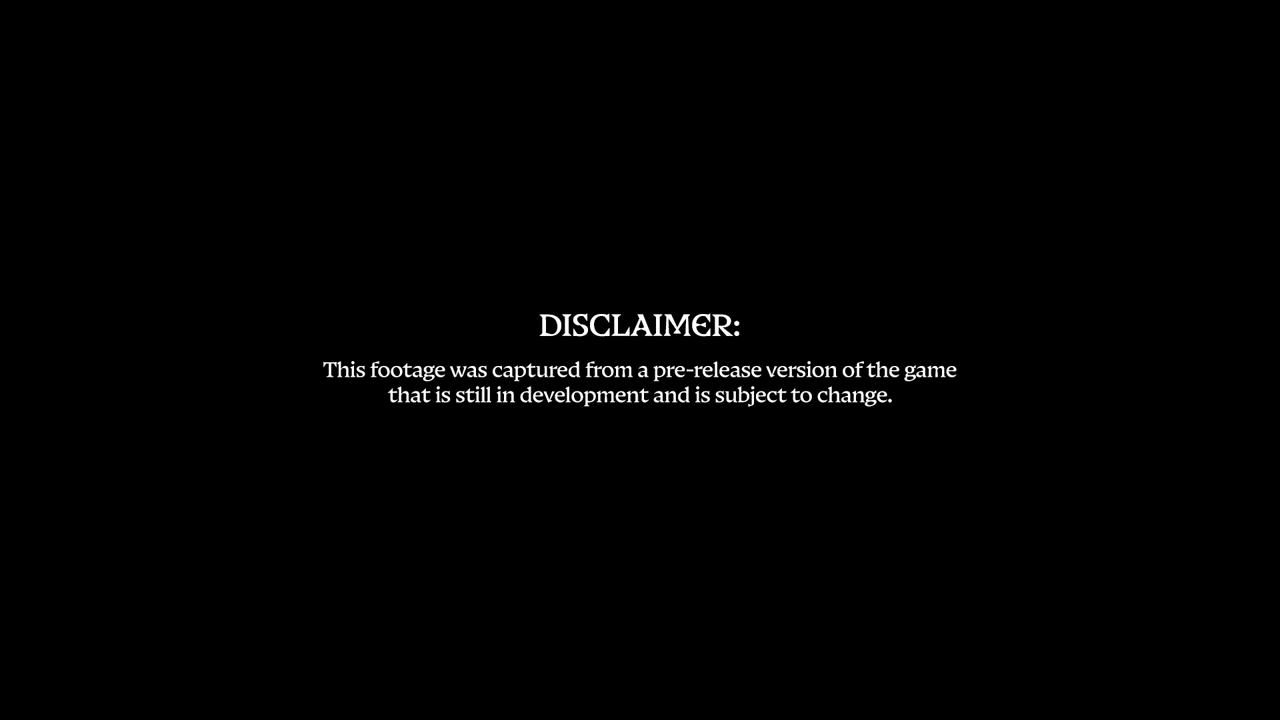 DISCLAIMER:
This footage was captured from a pre-release version of the game
that is still in development and is subject to change.